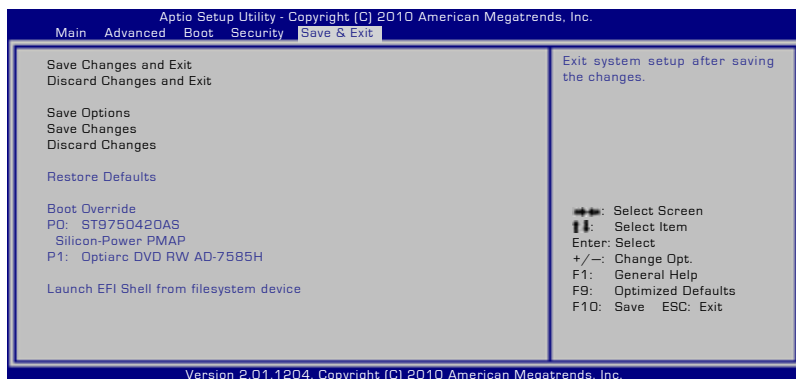 Aptio Setup Utility - Copyright (C) 2010 American Megatrends, Inc.
Main Advanced Boot Security Save & Exit
Save Changes and Exit
Discard Changes and Exit
Save Options
Save Changes
Discard Changes
Restore Defaults
Boot Override
P0: ST9750420AS
Silicon-Power PMAP
P1: Optiarc DVD RW AD-7585H
Launch EFI Shell from filesystem device
Exit system setup after saving
the changes.
→←: Select Screen
↑↓: Select Item
Enter: Select
+/—: Change Opt.
F1: General Help
F9: Optimized Defaults
F10: Save ESC: Exit
Version 2.01.1204. Copyright (C) 2010 American Megatrends, Inc.